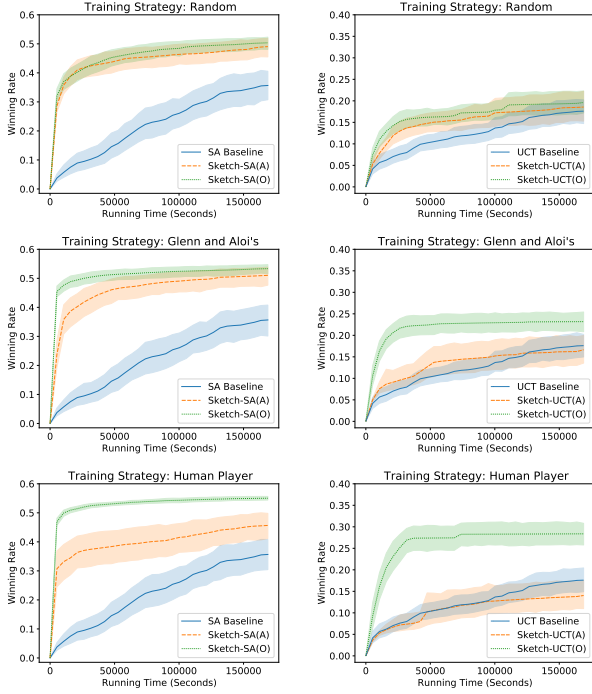 Training Strategy: Random
Winning Rate
0.6
0.5
0.4
0.3
0.2
0.1
0.0
SA Baseline
Sketch-SA(A)
Sketch-SA(O)
0 50000 100000 150000
Running Time (Seconds)
Training Strategy: Random
Winning Rate
0.40
0.35
0.30
0.25
0.20
0.15
0.10
0.05
0.00
UCT Baseline
Sketch-UCT(A)
Sketch-UCT(O)
0 50000 100000 150000
Running Time (Seconds)
Training Strategy: Glenn and Aloi's
Winning Rate
0.6
0.5
0.4
0.3
0.2
0.1
0.0
SA Baseline
Sketch-SA(A)
Sketch-SA(O)
0 50000 100000 150000
Running Time (Seconds)
Training Strategy: Glenn and Aloi's
Winning Rate
0.40
0.35
0.30
0.25
0.20
0.15
0.10
0.05
0.00
UCT Baseline
Sketch-UCT(A)
Sketch-UCT(O)
0 50000 100000 150000
Running Time (Seconds)
Training Strategy: Human Player
Winning Rate
0.6
0.5
0.4
0.3
0.2
0.1
0.0
SA Baseline
Sketch-SA(A)
Sketch-SA(O)
0 50000 100000 150000
Running Time (Seconds)
Training Strategy: Human Player
Winning Rate
0.40
0.35
0.30
0.25
0.20
0.15
0.10
0.05
0.00
UCT Baseline
Sketch-UCT(A)
Sketch-UCT(O)
0 50000 100000 150000
Running Time (Seconds)